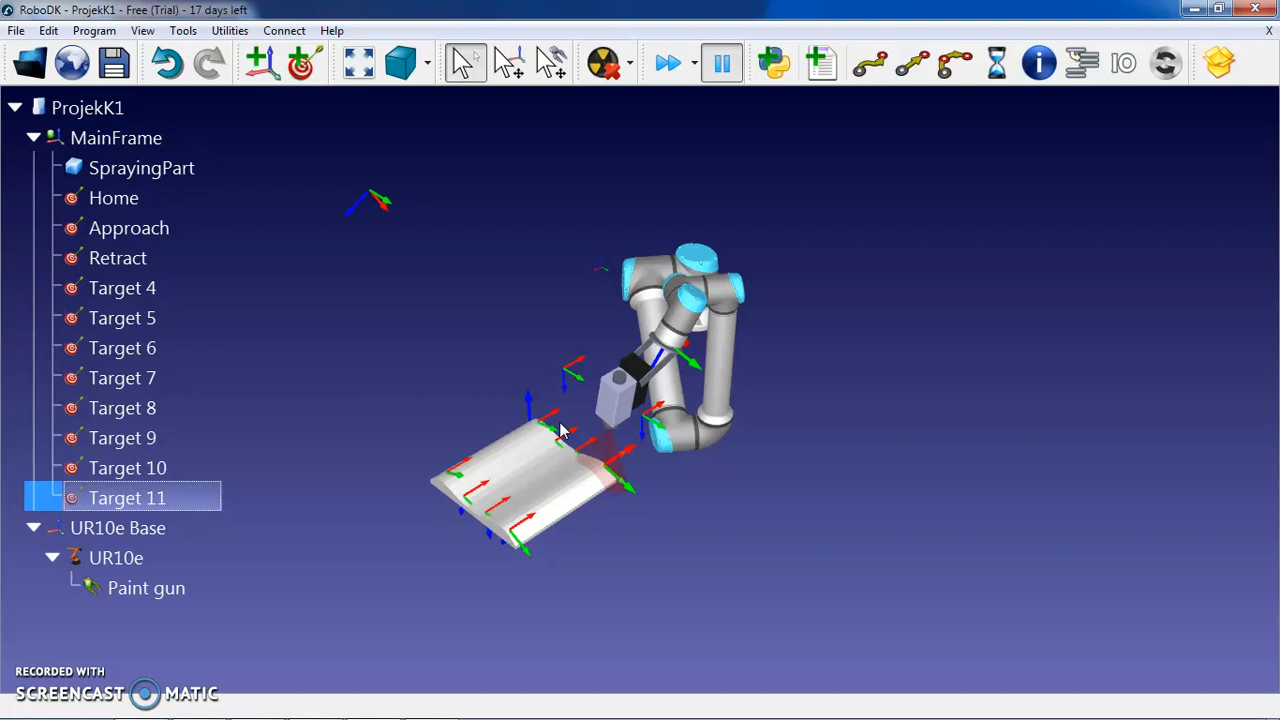 RoboDK - ProjekK1 - Free (Trial) - 17 days left
File Edit Program View Tools Utilities Connect Help
ProjekK1
MainFrame
SprayingPart
Home
Approach
Retract
Target 4
Target 5
Target 6
Target 7
Target 8
Target 9
Target 10
Target 11
UR10e Base
UR10e
Paint gun
RECORDED WITH
SCREENCAST MATIC